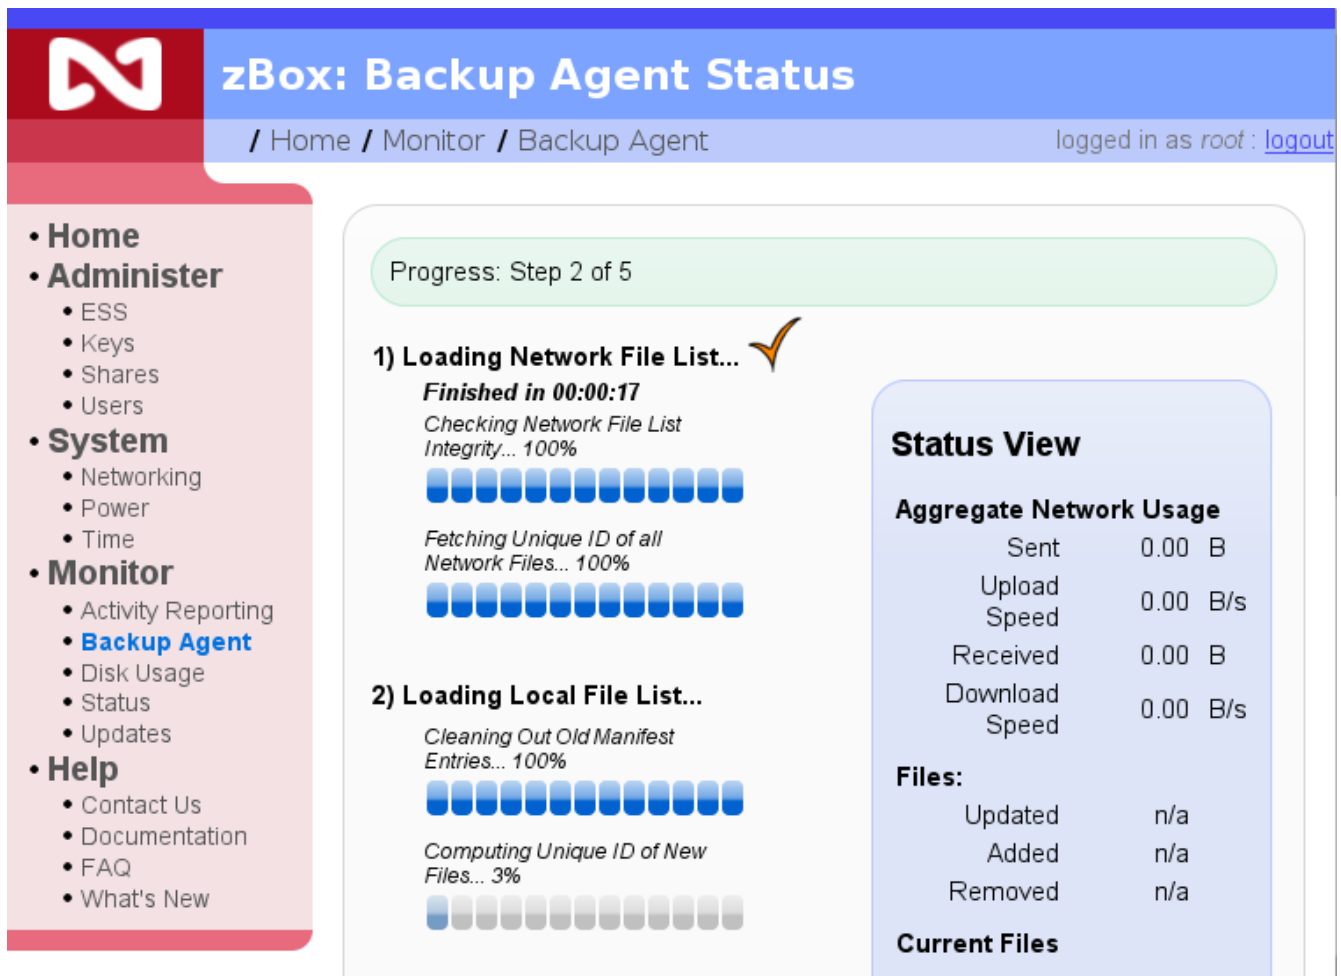 zBox: Backup Agent Status
/ Home / Monitor / Backup Agent
logged in as root : logout
• Home
• Administer
• ESS
• Keys
• Shares
• Users
• System
• Networking
• Power
• Time
• Monitor
• Activity Reporting
• Backup Agent
• Disk Usage
• Status
• Updates
• Help
• Contact Us
• Documentation
• FAQ
• What's New
Progress: Step 2 of 5
1) Loading Network File List...
Finished in 00:00:17
Checking Network File List
Integrity... 100%
Fetching Unique ID of all
Network Files... 100%
2) Loading Local File List...
Cleaning Out Old Manifest
Entries... 100%
Computing Unique ID of New
Files... 3%
Status View
Aggregate Network Usage
Sent 0.00 B
Upload
Speed 0.00 B/s
Received 0.00 B
Download
Speed 0.00 B/s
Files:
Updated n/a
Added n/a
Removed n/a
Current Files